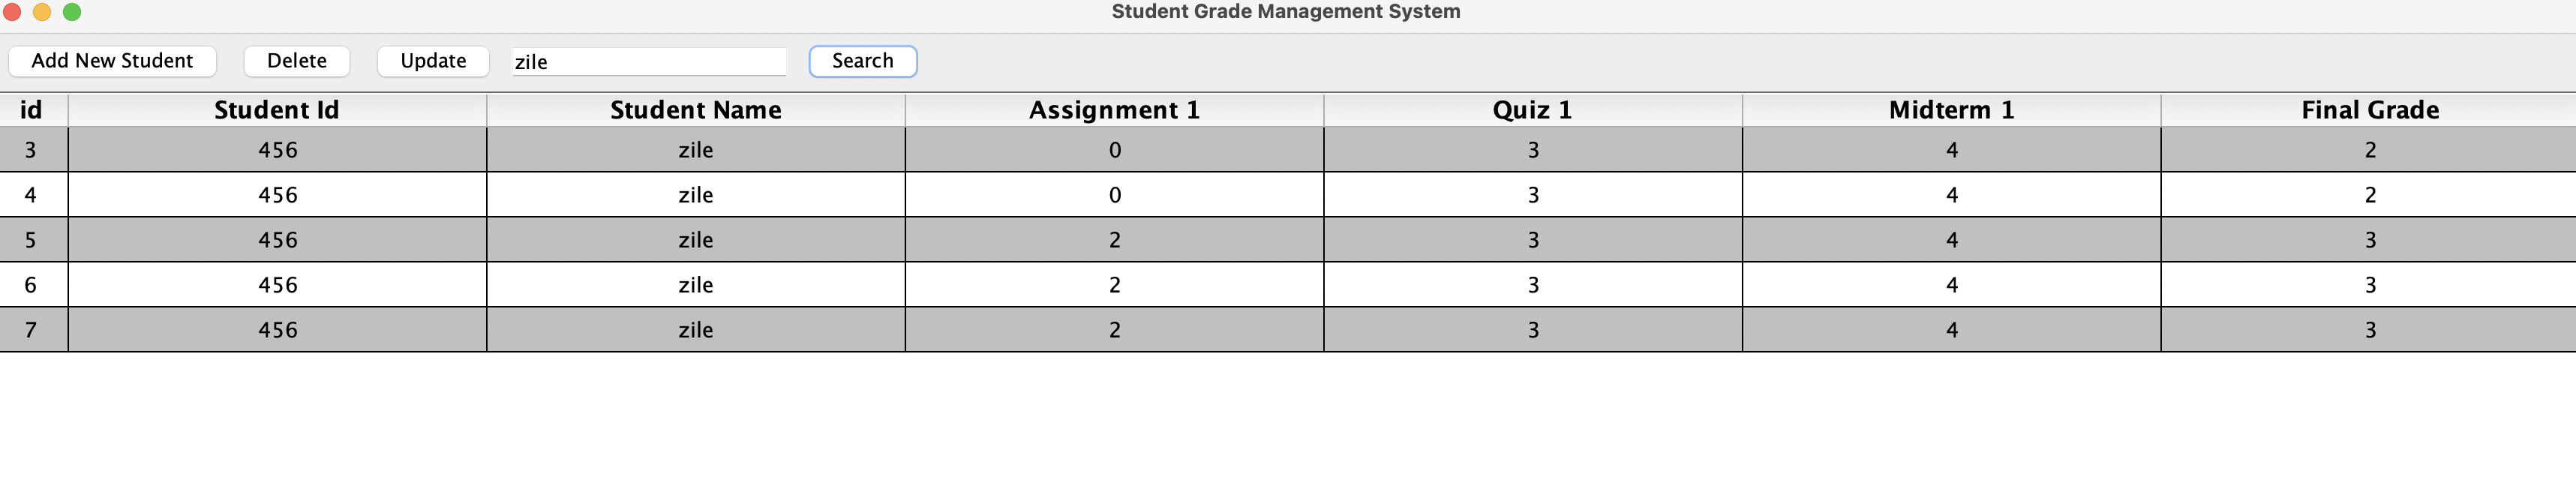 Student Grade Management System
Add New Student Delete Update zile Search
id Student Id Student Name Assignment 1 Quiz 1 Midterm 1 Final Grade
3 456 zile 0 3 4 2
4 456 zile 0 3 4 2
5 456 zile 2 3 4 3
6 456 zile 2 3 4 3
7 456 zile 2 3 4 3